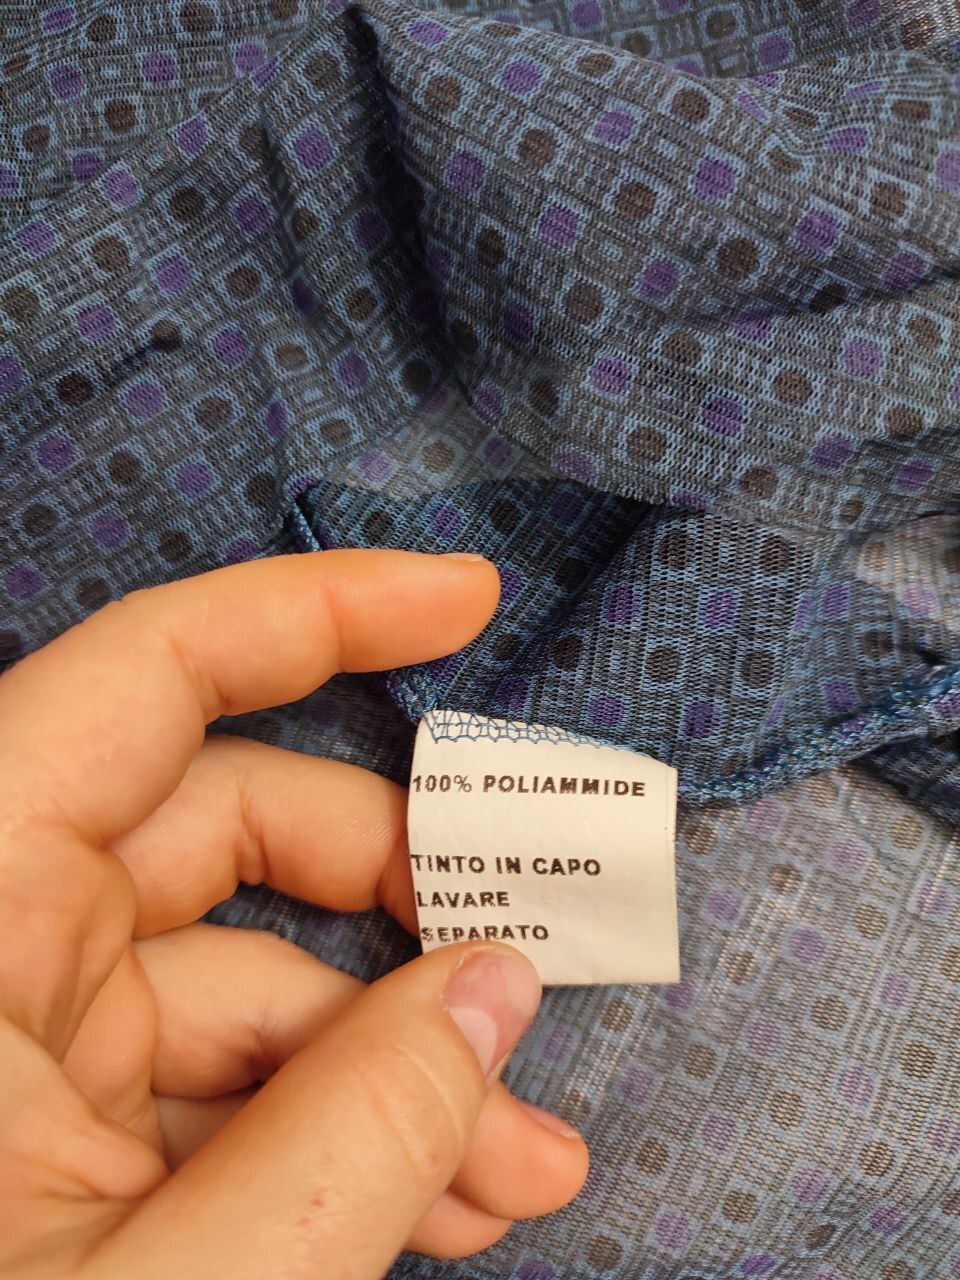 100% POLIAMMIDE
TINTO IN CAPO
LAVARE
SEPARATO